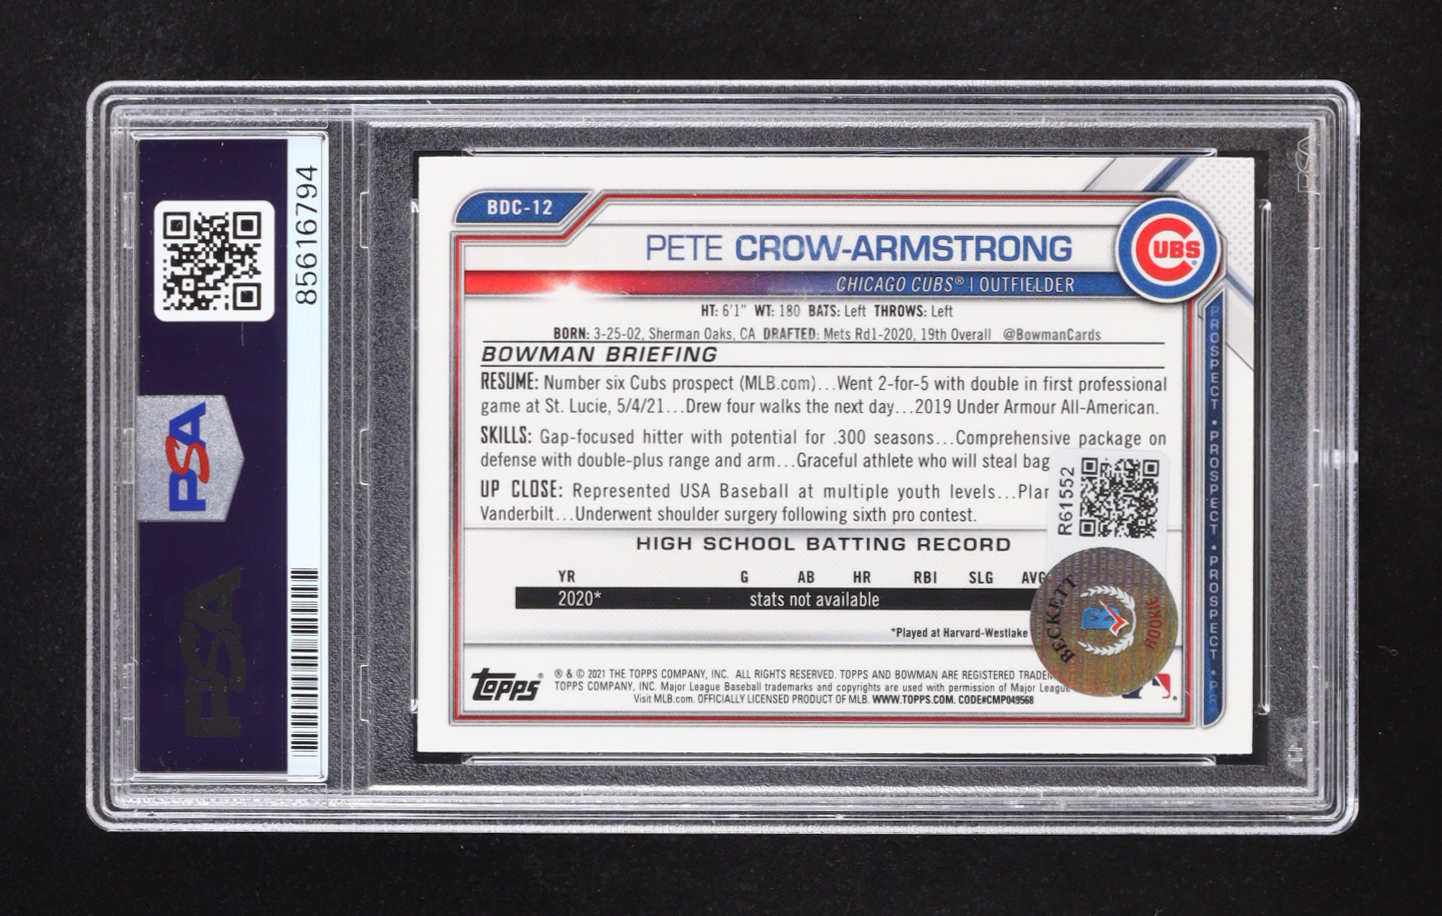 85616794
PSA
PSA
BDC-12
PETE CROW-ARMSTRONG
CUBS
CHICAGO CUBS® | OUTFIELDER
HT: 6'1" WT: 180 BATS: Left THROWS: Left
BORN: 3-25-02, Sherman Oaks, CA DRAFTED: Mets Rd1-2020, 19th Overall @BowmanCards
BOWMAN BRIEFING
RESUME: Number six Cubs prospect (MLB.com)...Went 2-for-5 with double in first professional
game at St. Lucie, 5/4/21...Drew four walks the next day...2019 Under Armour All-American.
SKILLS: Gap-focused hitter with potential for .300 seasons...Comprehensive package on
defense with double-plus range and arm...Graceful athlete who will steal bag
UP CLOSE: Represented USA Baseball at multiple youth levels...Plan
Vanderbilt...Underwent shoulder surgery following sixth pro contest.
HIGH SCHOOL BATTING RECORD
YR G AB HR RBI SLG AVG
2020* stats not available
*Played at Harvard-Westlake
Topps®
® & © 2021 THE TOPPS COMPANY, INC. ALL RIGHTS RESERVED. TOPPS AND BOWMAN ARE REGISTERED TRADEM
TOPPS COMPANY, INC. Major League Baseball trademarks and copyrights are used with permission of Major League
Visit MLB.com. OFFICIALLY LICENSED PRODUCT OF MLB. WWW.TOPPS.COM. CODE#CMP049568
R61552
BECKETT
ROOKIE
PROSPECT • PROSPECT • PROSPECT • PR
PSA